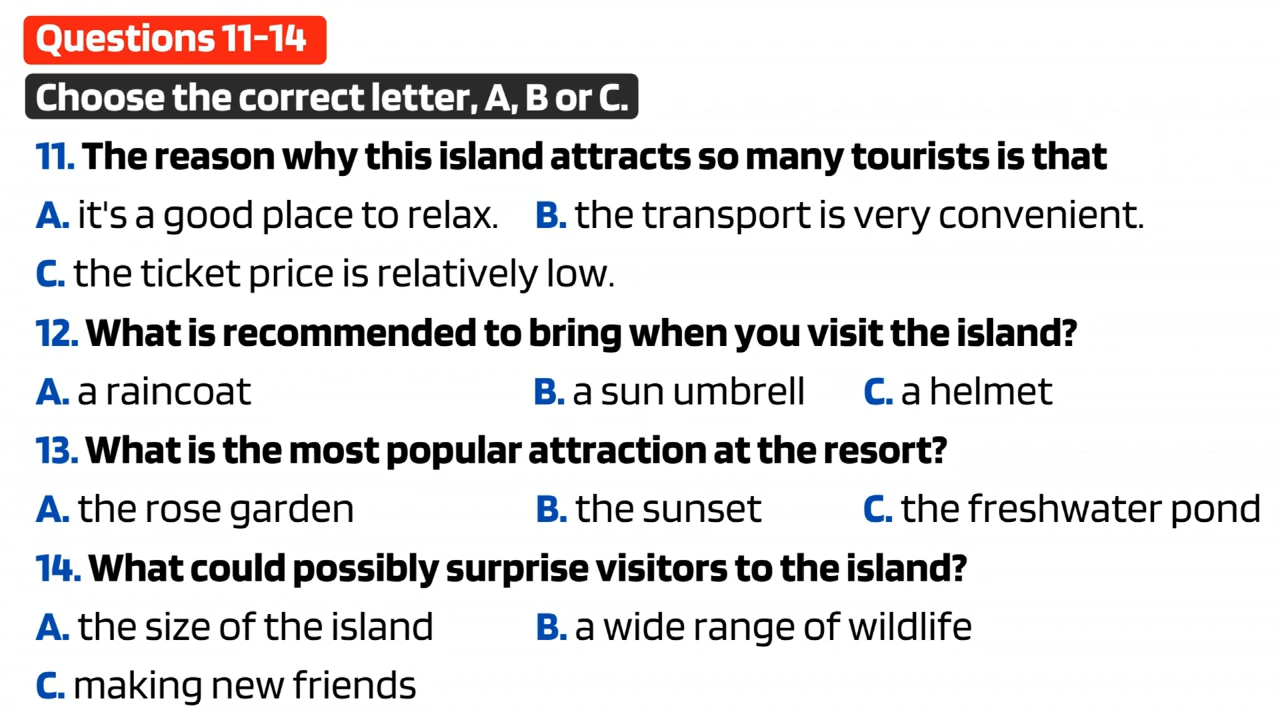 Questions 11-14
Choose the correct letter, A, B or C.
11. The reason why this island attracts so many tourists is that
A. it's a good place to relax. B. the transport is very convenient.
C. the ticket price is relatively low.
12. What is recommended to bring when you visit the island?
A. a raincoat B. a sun umbrell C. a helmet
13. What is the most popular attraction at the resort?
A. the rose garden B. the sunset C. the freshwater pond
14. What could possibly surprise visitors to the island?
A. the size of the island B. a wide range of wildlife
C. making new friends